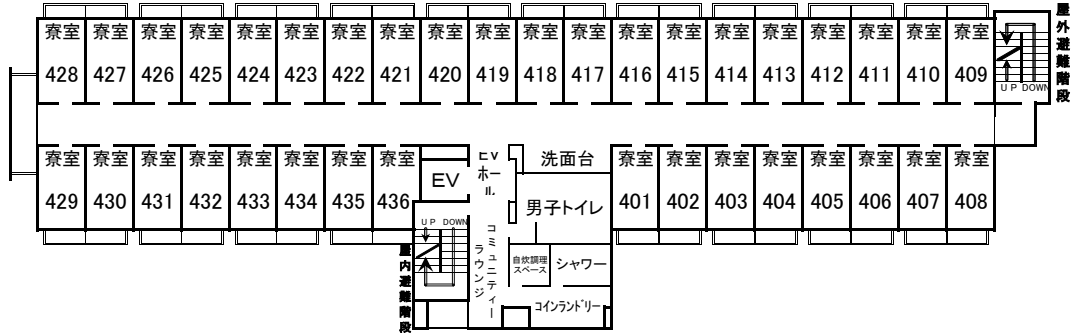 寮室 寮室 寮室 寮室 寮室 寮室 寮室 寮室 寮室 寮室 寮室 寮室 寮室 寮室 寮室 寮室 寮室 寮室 寮室 寮室
428 427 426 425 424 423 422 421 420 419 418 417 416 415 414 413 412 411 410 409
UP DOWN
屋外避難階段
寮室 寮室 寮室 寮室 寮室 寮室 寮室 寮室
429 430 431 432 433 434 435 436
EV
EVホール
洗面台
男子トイレ
寮室 寮室 寮室 寮室 寮室 寮室 寮室 寮室
401 402 403 404 405 406 407 408
UP DOWN
屋内避難階段
コミュニティー
ラウンジ
自炊調理
スペース
シャワー
コインランドリー